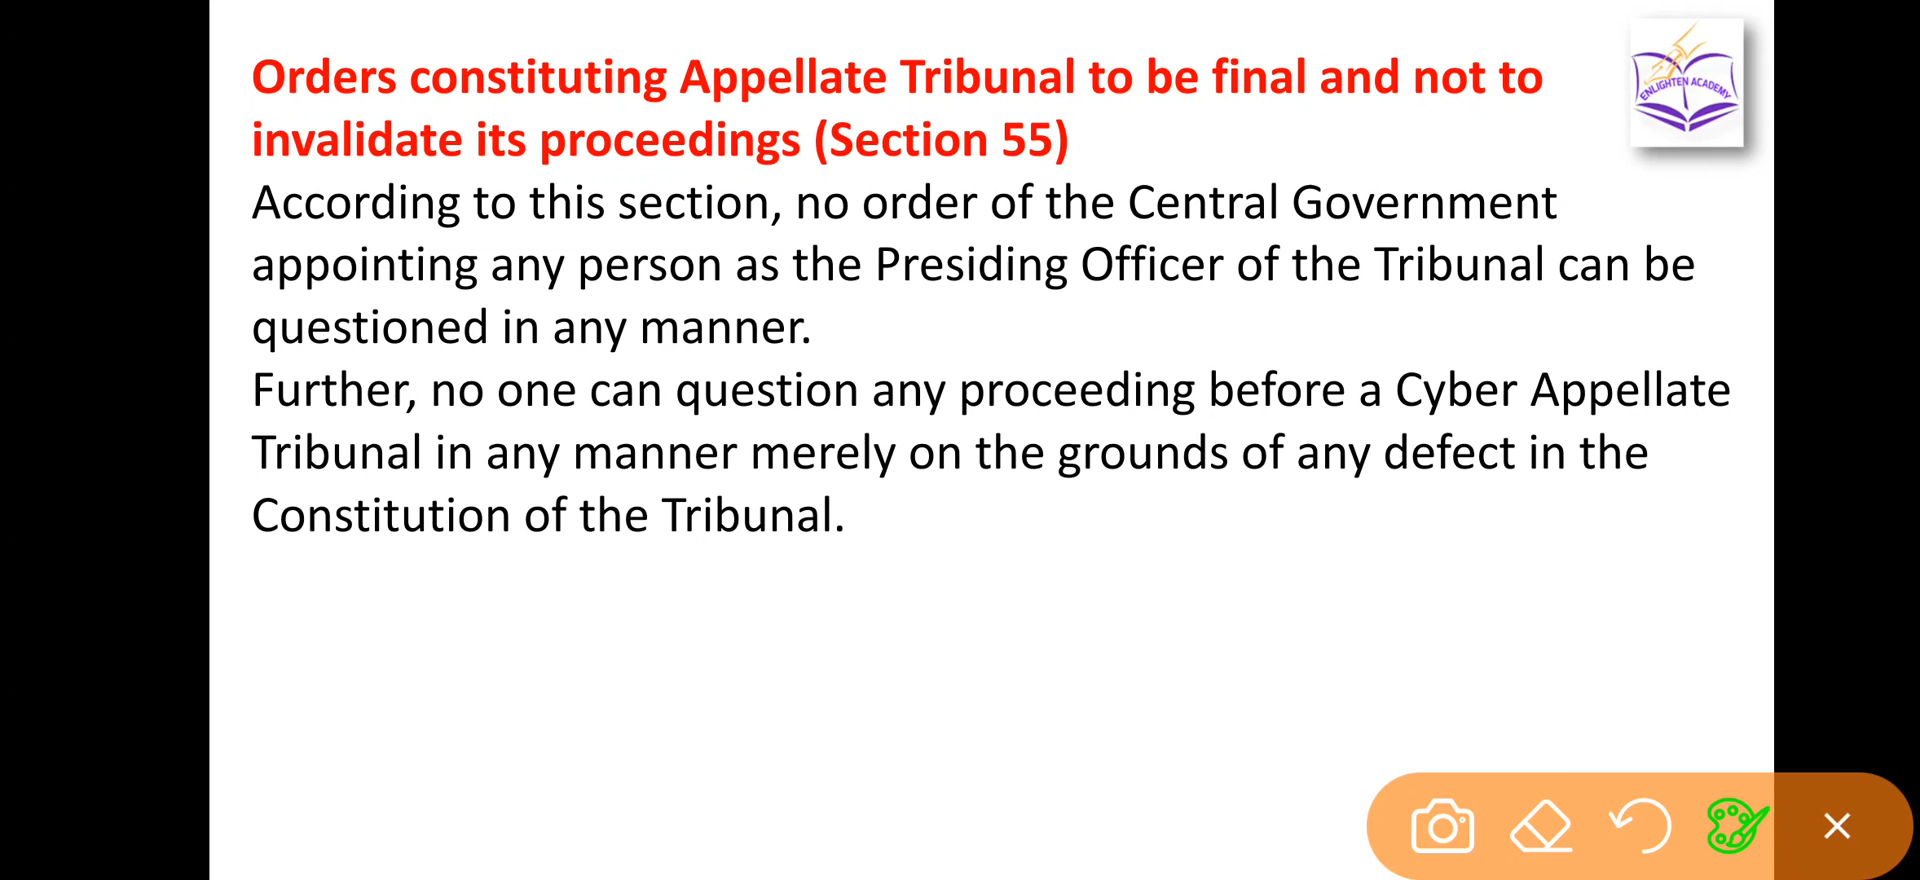 Orders constituting Appellate Tribunal to be final and not to
invalidate its proceedings (Section 55)
According to this section, no order of the Central Government
appointing any person as the Presiding Officer of the Tribunal can be
questioned in any manner.
Further, no one can question any proceeding before a Cyber Appellate
Tribunal in any manner merely on the grounds of any defect in the
Constitution of the Tribunal.
ENLIGHTEN ACADEMY